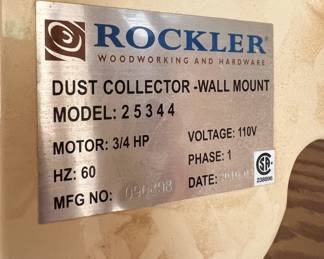 ROCKLER®
WOODWORKING AND HARDWARE
DUST COLLECTOR -WALL MOUNT
MODEL: 25344
MOTOR: 3/4 HP
VOLTAGE: 110V
HZ: 60
PHASE: 1
MFG NO:
DATE: